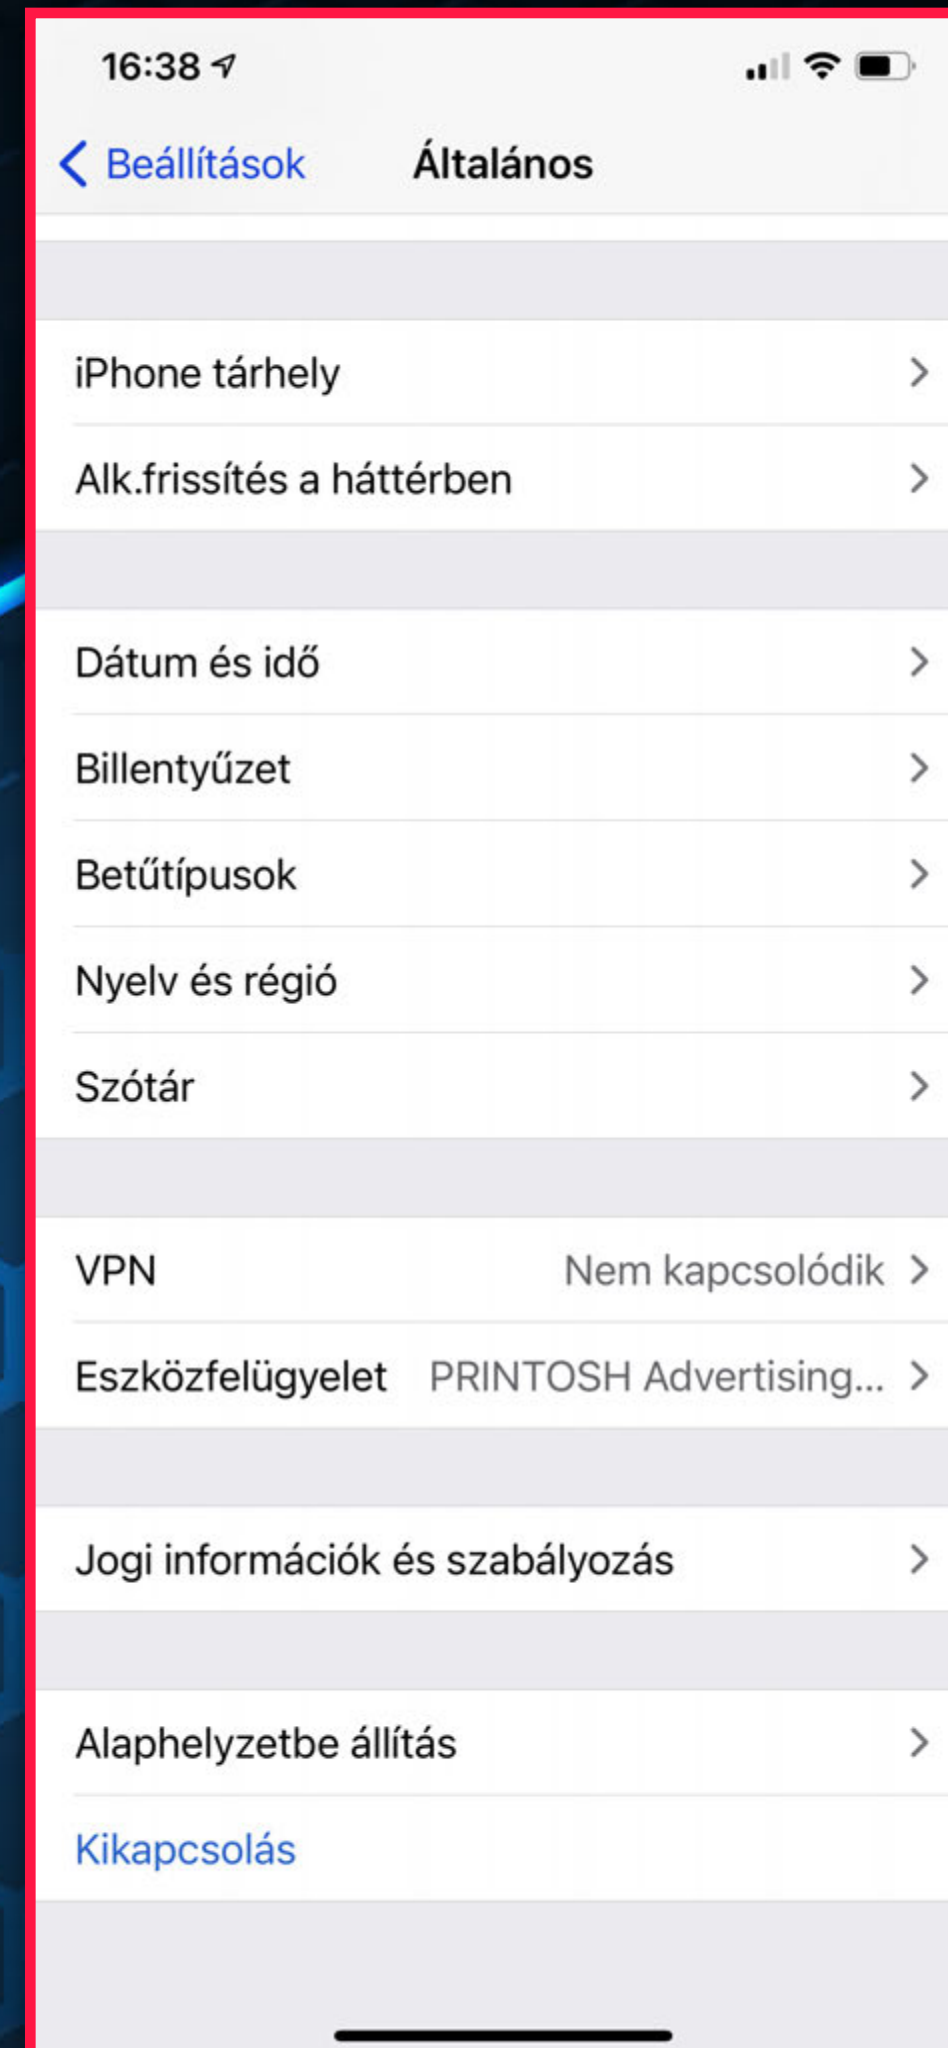 16:38
Beállítások Általános
iPhone tárhely
Alk.frissítés a háttérben
Dátum és idő
Billentyűzet
Betűtípusok
Nyelv és régió
Szótár
VPN Nem kapcsolódik
Eszközfelügyelet PRINTOSH Advertising...
Jogi információk és szabályozás
Alaphelyzetbe állítás
Kikapcsolás